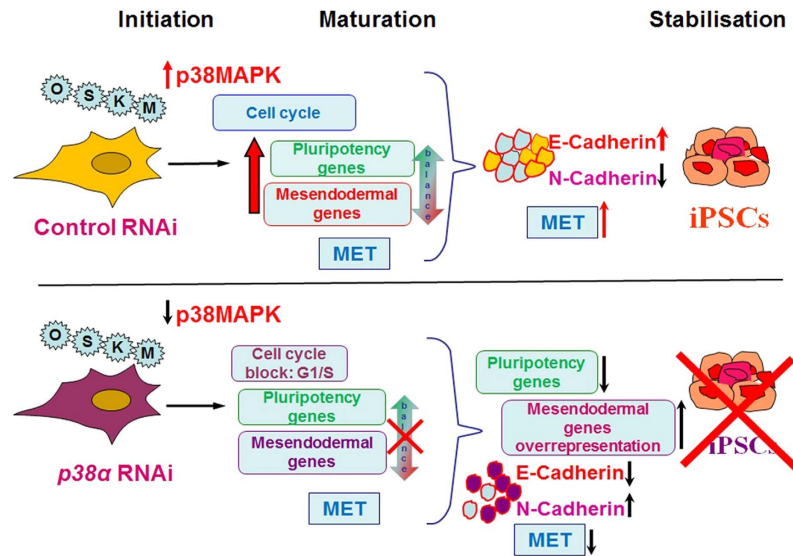 Initiation
Maturation
Stabilisation
O S K M
p38MAPK
Control RNAi
Cell cycle
Pluripotency
genes
Mesendodermal
genes
balance
MET
E-Cadherin
N-Cadherin
MET
iPSCs
p38MAPK
O S K M
p38α RNAi
Cell cycle
block: G1/S
Pluripotency
genes
Mesendodermal
genes
balance
MET
Pluripotency
genes
Mesendodermal
genes
overrepresentation
E-Cadherin
N-Cadherin
MET
iPSCs